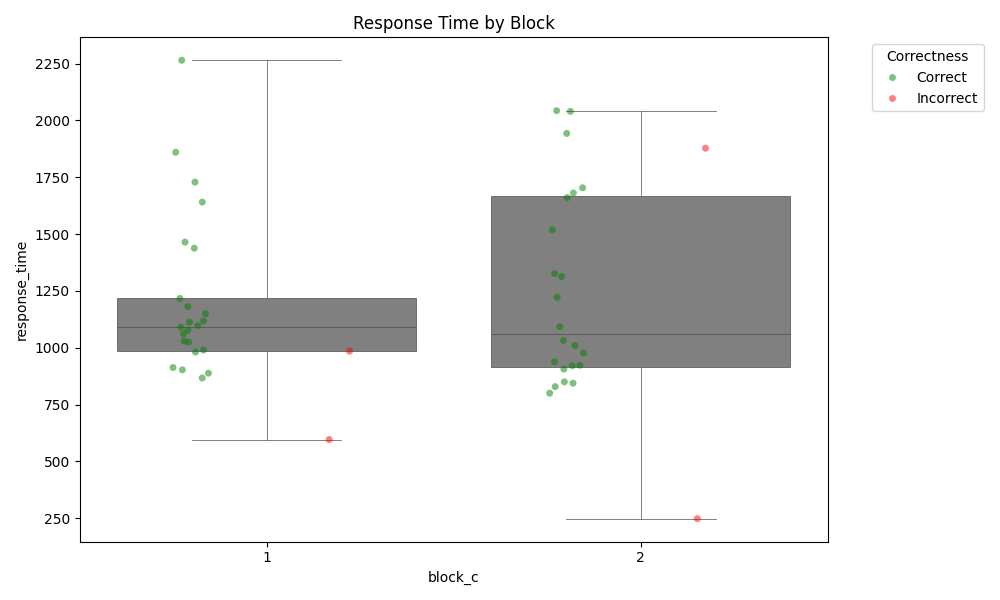 Response Time by Block
Correctness
Correct
Incorrect
response_time
2250
2000
1750
1500
1250
1000
750
500
250
1
2
block_c